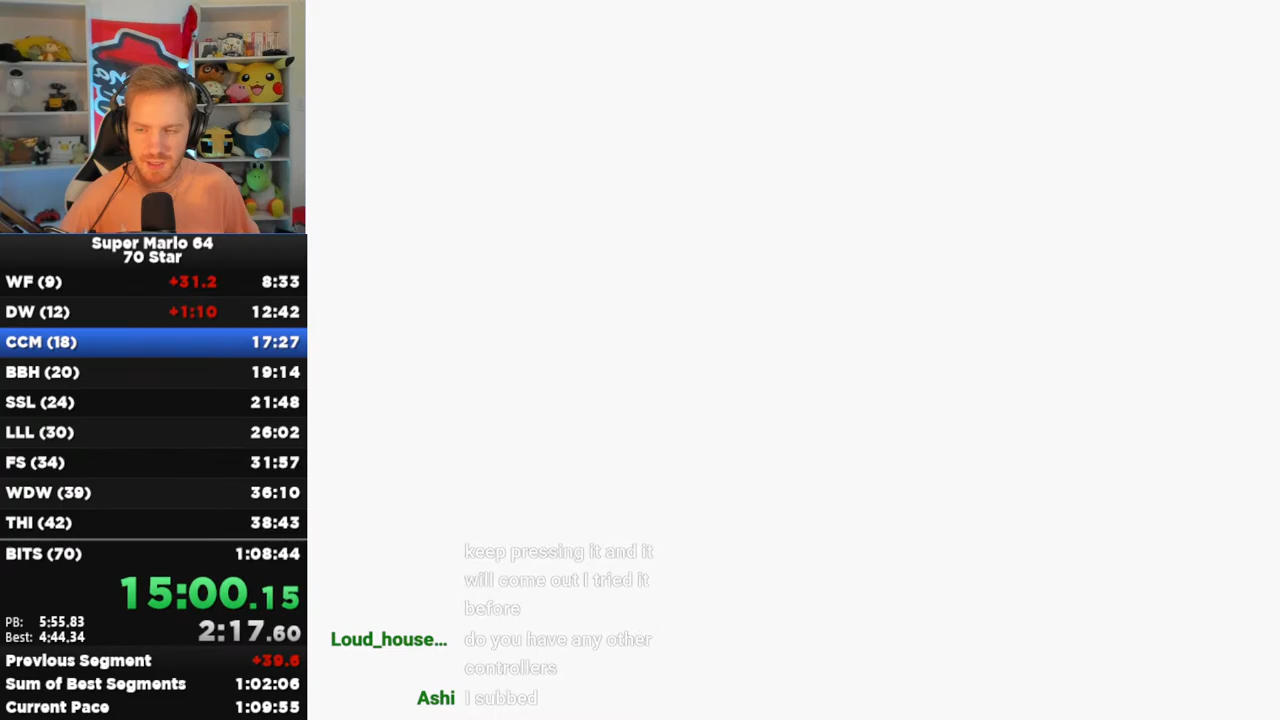 Super Mario 64
70 Star
WF (9) +31.2 8:33
DW (12) +1:10 12:42
CCM (18) 17:27
BBH (20) 19:14
SSL (24) 21:48
LLL (30) 26:02
FS (34) 31:57
WDW (39) 36:10
THI (42) 38:43
BITS (70) 1:08:44
15:00.15
PB: 5:55.83
Best: 4:44.34
2:17.60
Previous Segment +39.6
Sum of Best Segments 1:02:06
Current Pace 1:09:55
keep pressing it and it
will come out I tried it
before
Loud_house... do you have any other
controllers
Ashi I subbed